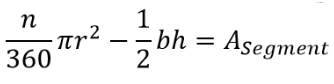 n/360 πr² − 1/2 bh = A_Segment